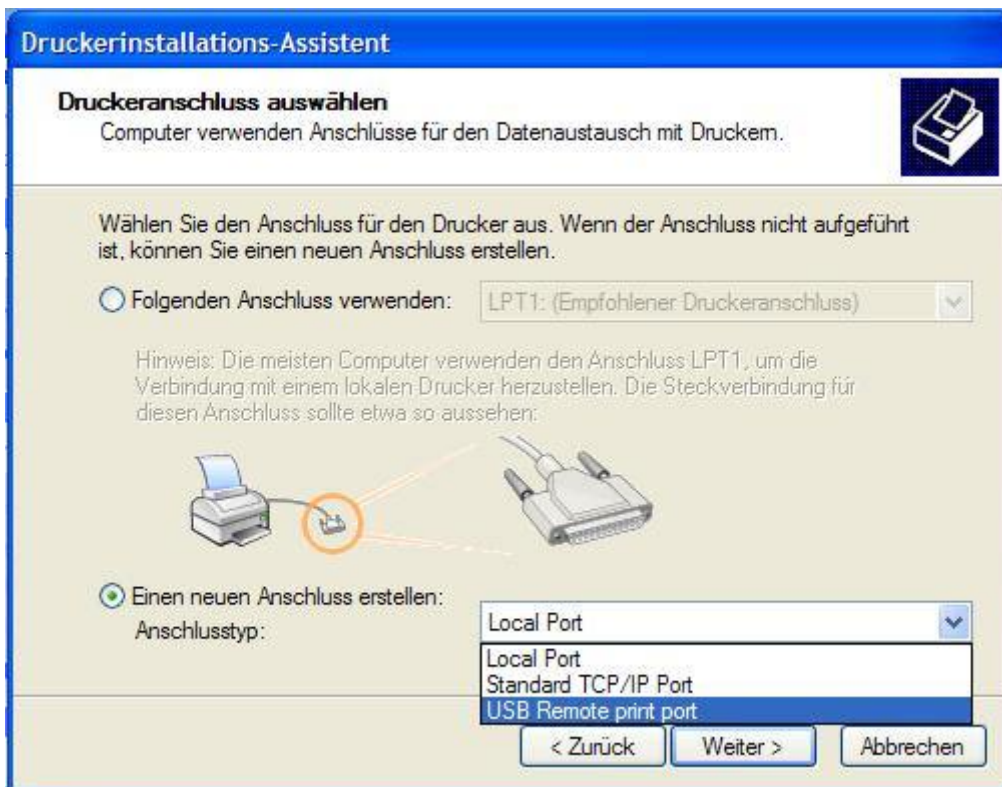 Druckerinstallations-Assistent
Druckeranschluss auswählen
Computer verwenden Anschlüsse für den Datenaustausch mit Druckern.
Wählen Sie den Anschluss für den Drucker aus. Wenn der Anschluss nicht aufgeführt
ist, können Sie einen neuen Anschluss erstellen.
Folgenden Anschluss verwenden: LPT1: (Empfohlener Druckeranschluss)
Hinweis: Die meisten Computer verwenden den Anschluss LPT1, um die
Verbindung mit einem lokalen Drucker herzustellen. Die Steckverbindung für
diesen Anschluss sollte etwa so aussehen:
Einen neuen Anschluss erstellen:
Anschlusstyp: Local Port
Local Port
Standard TCP/IP Port
USB Remote print port
< Zurück Weiter > Abbrechen